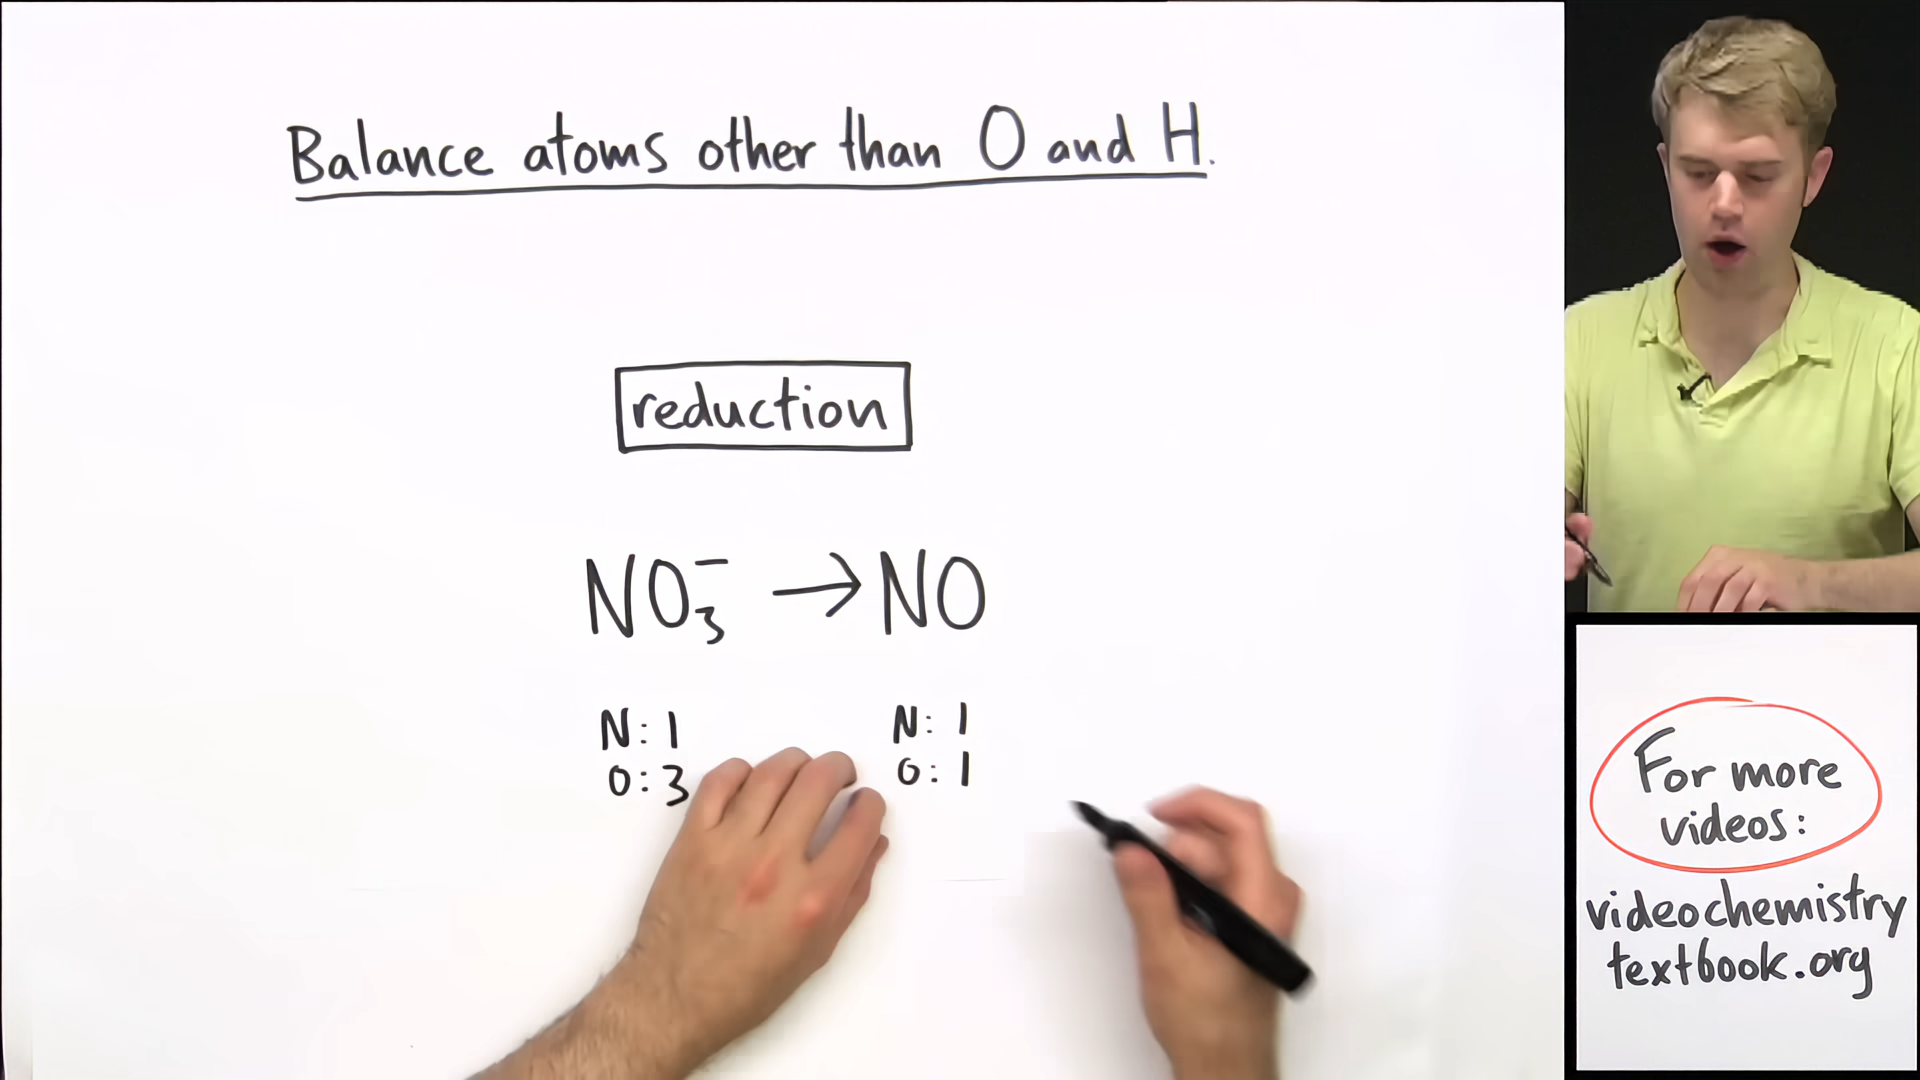 Balance atoms other than O and H.
reduction
NO₃⁻ → NO
N: 1 N: 1
O: 3 O: 1
For more
videos:
videochemistry
textbook.org